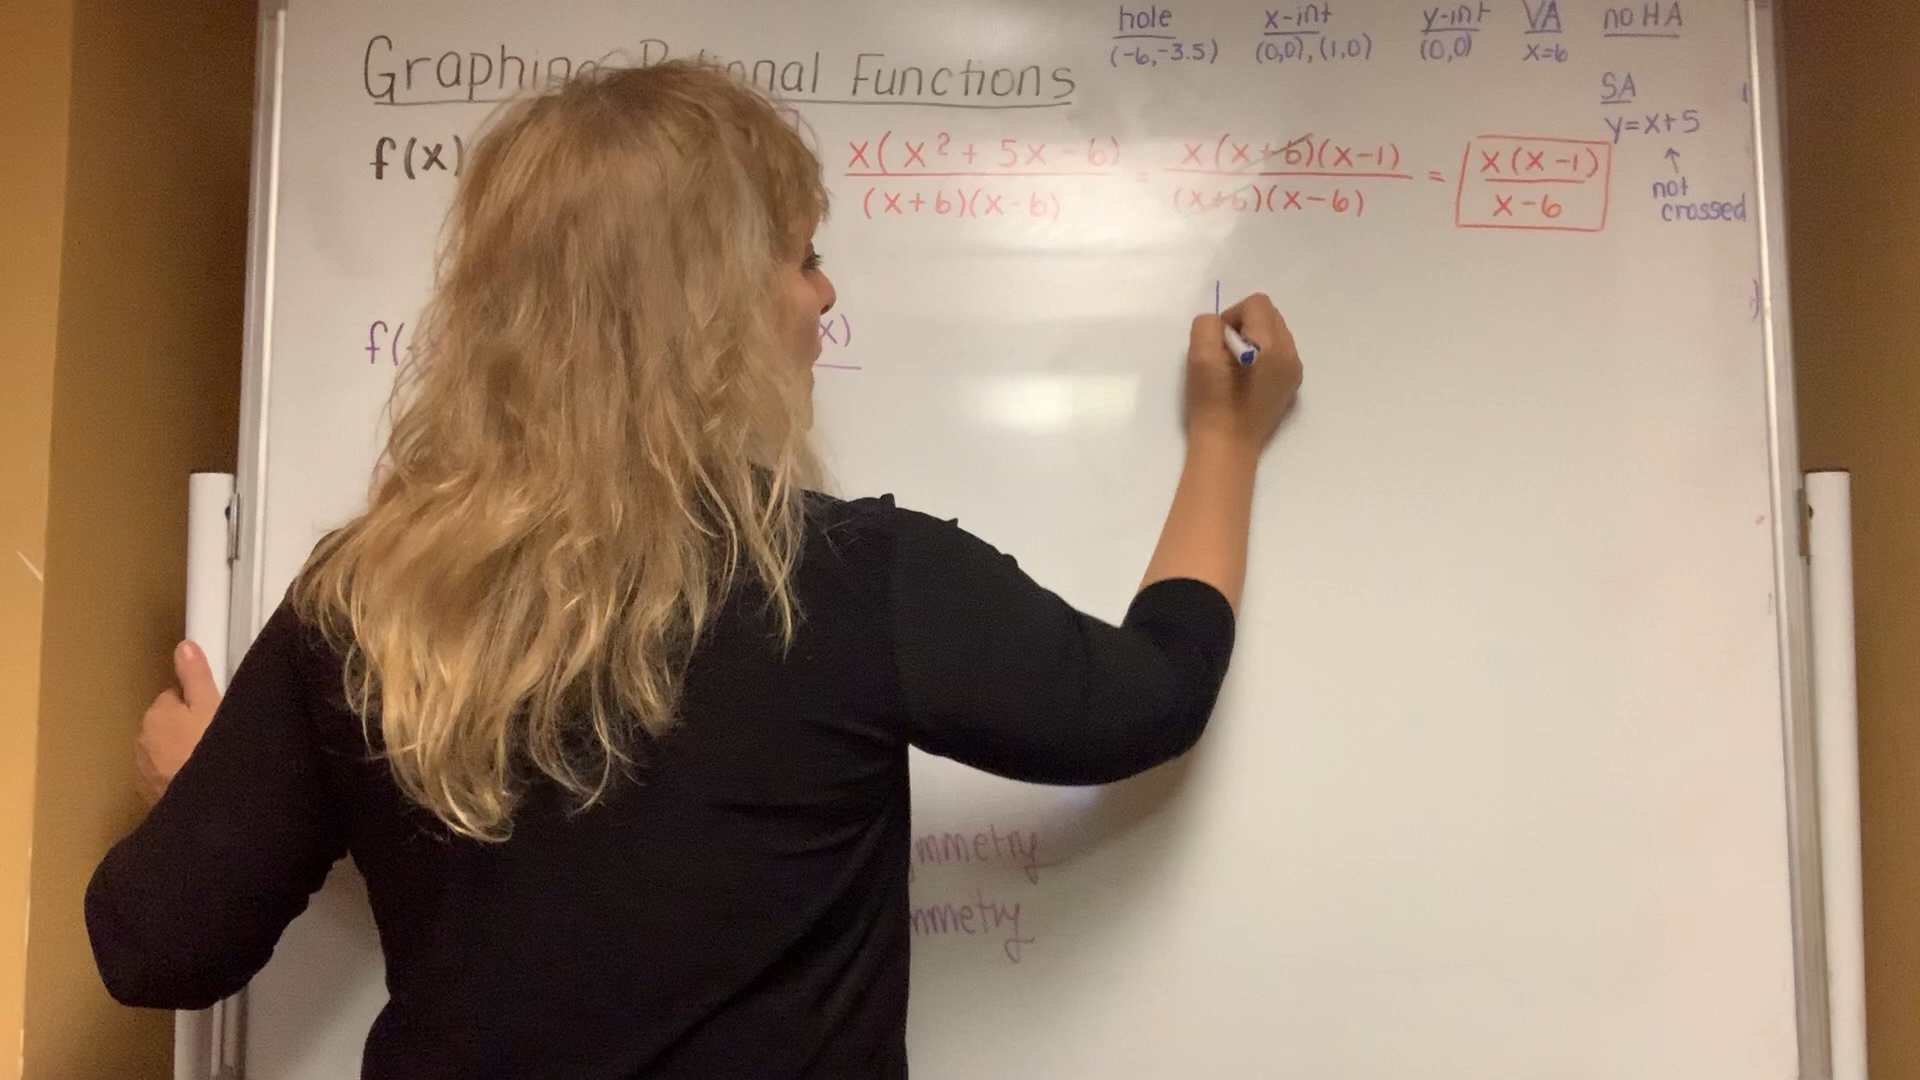 Graphing Rational Functions
hole x-int y-int VA no HA
(-6,-3.5) (0,0),(1,0) (0,0) x=6
SA
y=x+5
↑
not
crossed
f(x) x(x²+5x-6)/(x+6)(x-6) = x(x+6)(x-1)/(x+6)(x-6) = x(x-1)/x-6
f(- x)
mmetry
mmetry